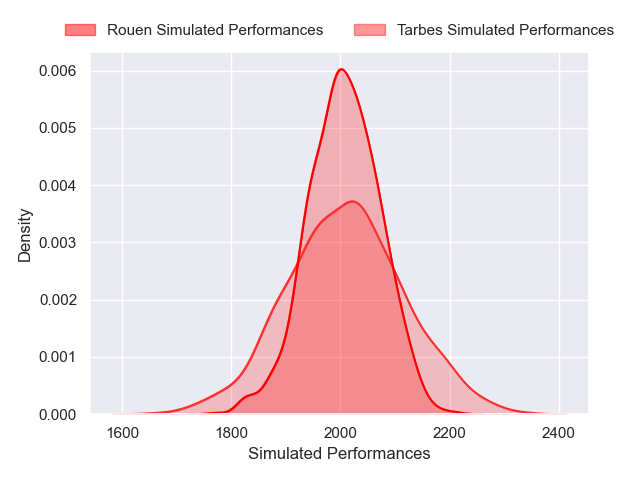 Rouen Simulated Performances Tarbes Simulated Performances
0.006
0.005
0.004
0.003
0.002
0.001
0.000
Density
1600 1800 2000 2200 2400
Simulated Performances